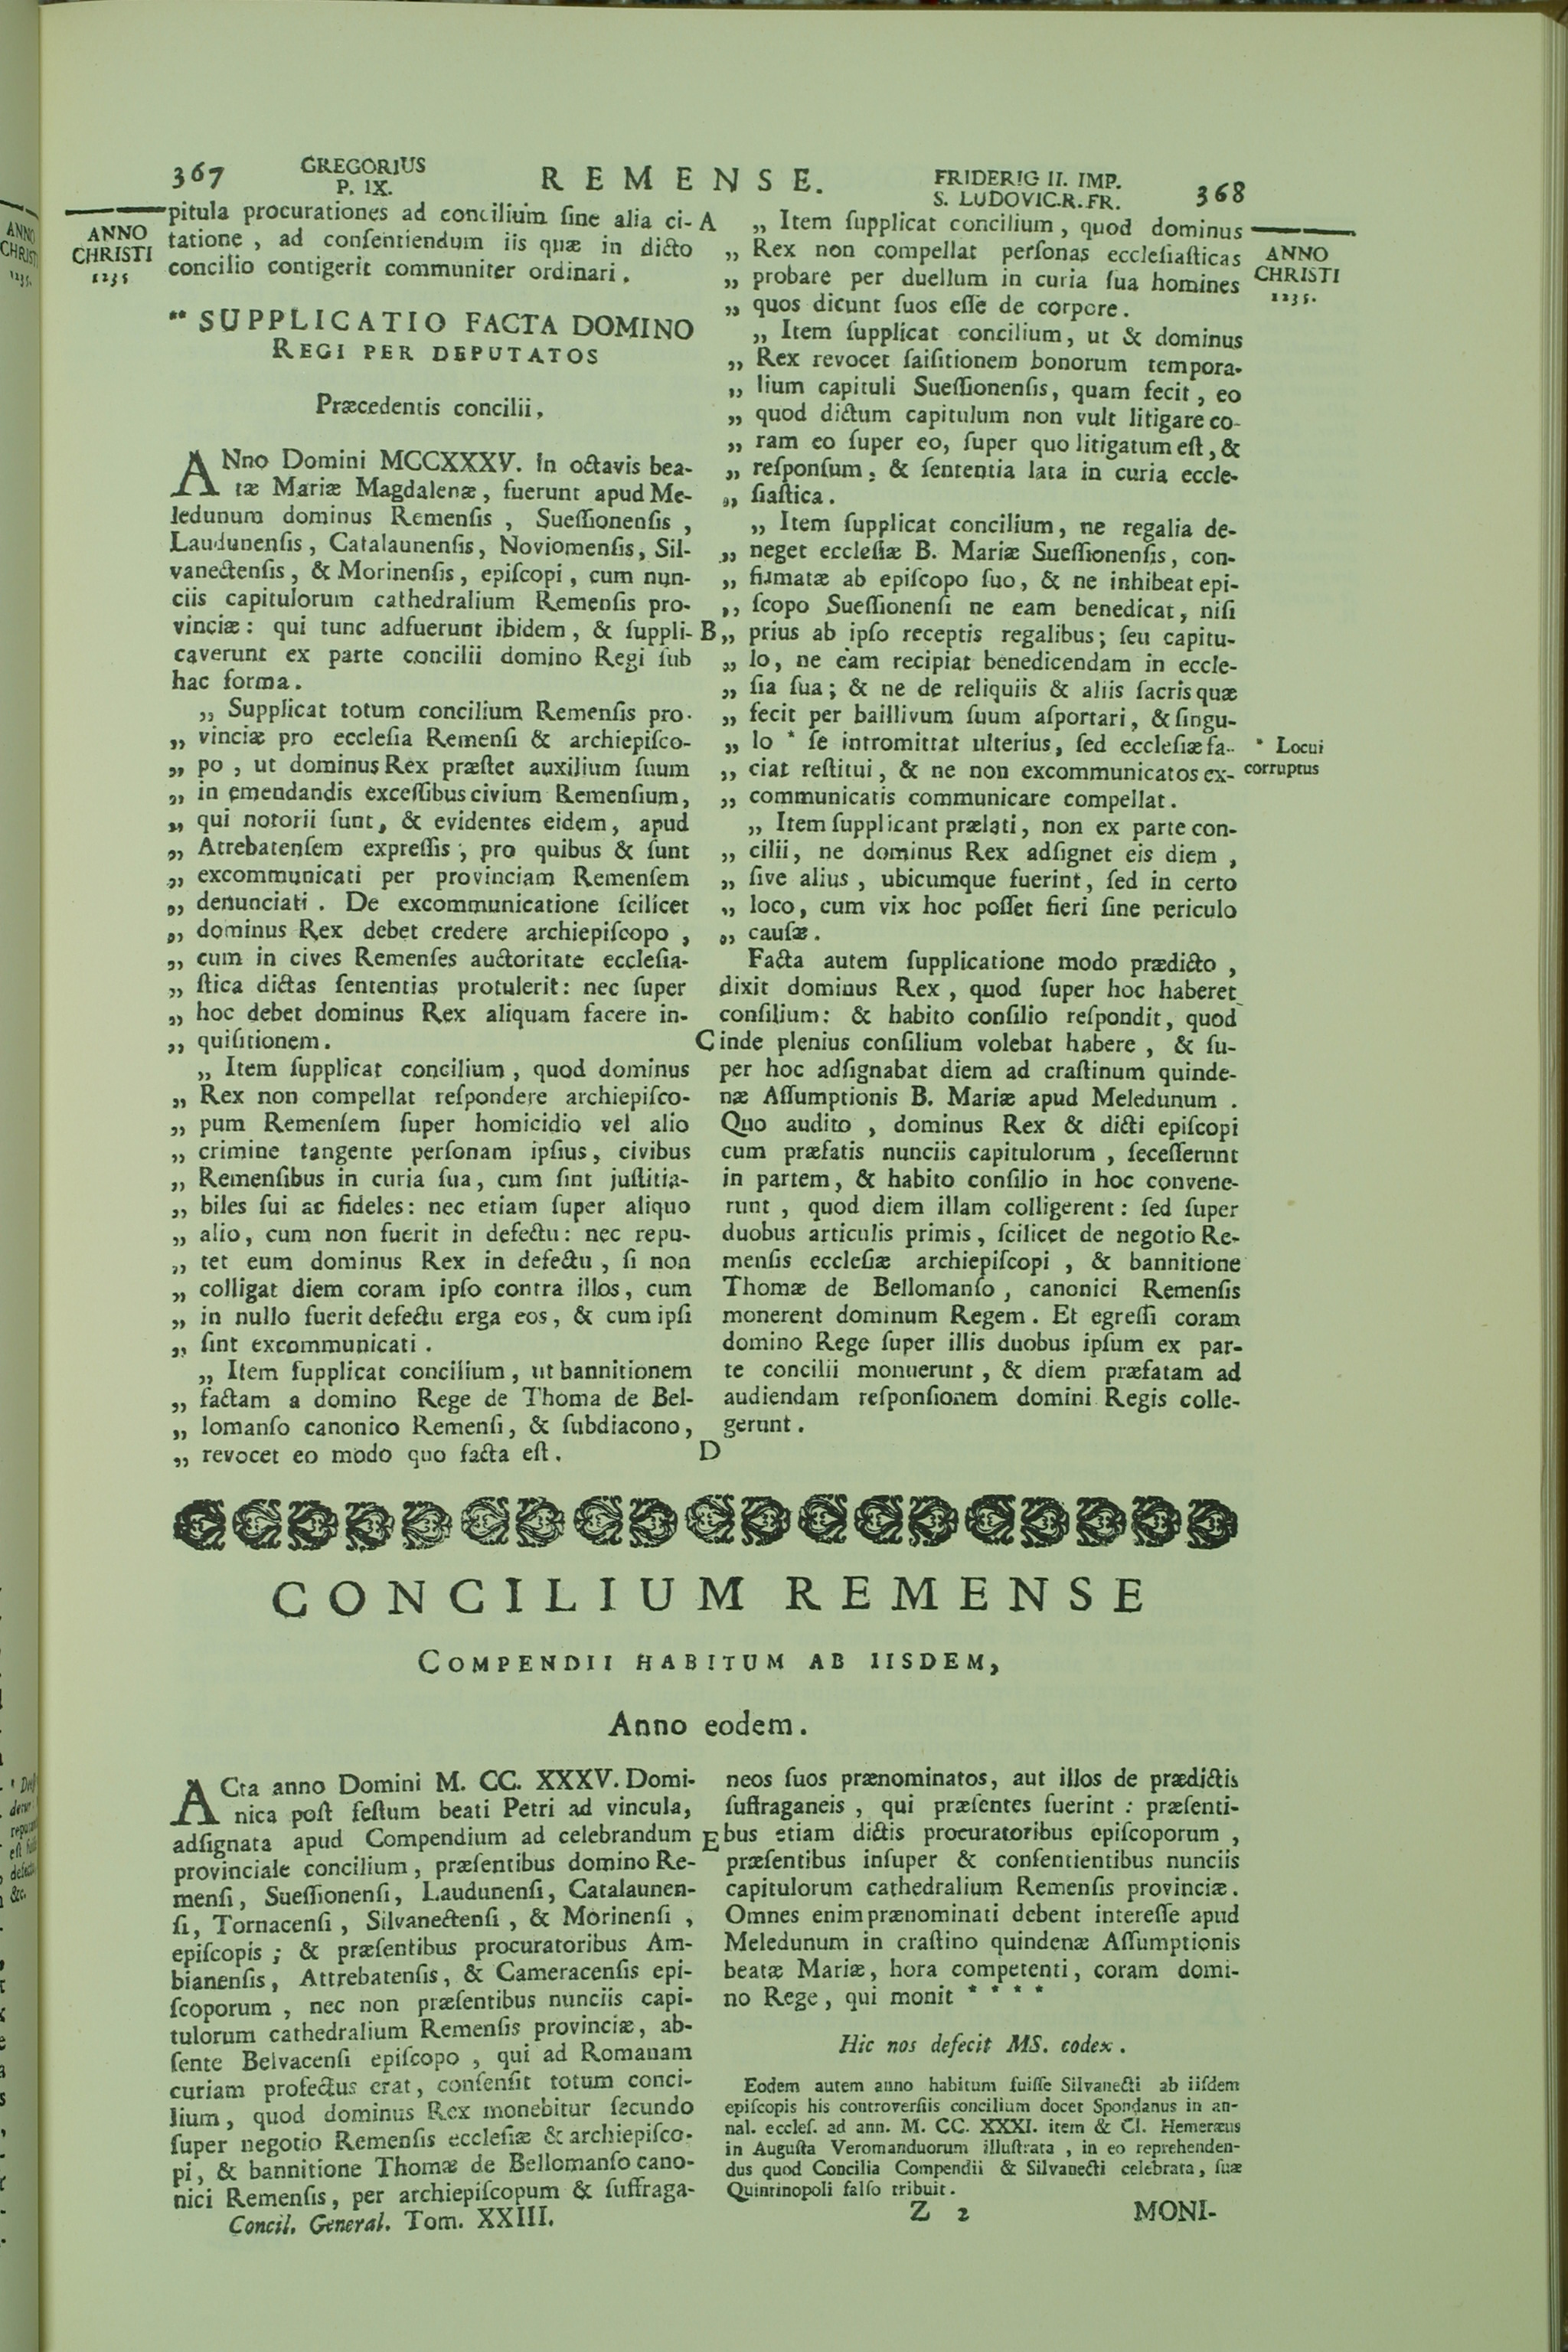 367
GREGORIUS
P. IX.
REMENSE.
FRIDERIG II. IMP.
S. LUDOVIC.R.FR.
368
ANNO
CHRISTI
1235
pitula procurationes ad concilium ſine alia ci-
tatione , ad conſentiendum iis quæ in dicto
concilio contigerit communiter ordinari .
SUPPLICATIO FACTA DOMINO
REGI PER DEPUTATOS
Præcedentis concilii,
ANno Domini MCCXXXV. In octavis bea-
tæ Mariæ Magdalenæ, fuerunt apud Me-
ledunum dominus Remenſis , Sueſſionenſis ,
Laudunenſis, Catalaunenſis, Noviomenſis, Sil-
vanectenſis, & Morinenſis, epiſcopi, cum nun-
ciis capitulorum cathedralium Remenſis pro-
vinciæ: qui tunc adfuerunt ibidem, & ſuppli-
caverunt ex parte concilii domino Regi ſub
hac forma.
„ Supplicat totum concilium Remenſis pro-
„ vinciæ pro eccleſia Remenſi & archiepiſco-
„ po , ut dominus Rex præſtet auxilium ſuum
„ in emendandis exceſſibus civium Remenſium,
„ qui notorii ſunt, & evidentes eidem, apud
„ Atrebatenſem expreſſis, pro quibus & ſunt
„ excommunicati per provinciam Remenſem
„ denunciati . De excommunicatione ſcilicet
„ dominus Rex debet credere archiepiſcopo ,
„ cum in cives Remenſes auctoritate eccleſia-
„ ſtica dictas ſententias protulerit: nec ſuper
„ hoc debet dominus Rex aliquam facere in-
„ quiſitionem.
„ Item ſupplicat concilium, quod dominus
„ Rex non compellat reſpondere archiepiſco-
„ pum Remenſem ſuper homicidio vel alio
„ crimine tangente perſonam ipſius, civibus
„ Remenſibus in curia ſua, cum ſint juſtitia-
„ biles ſui ac fideles: nec etiam ſuper aliquo
„ alio, cum non fuerit in defectu: nec repu-
„ tet eum dominus Rex in defectu, ſi non
„ colligat diem coram ipſo contra illos, cum
„ in nullo fuerit defectu erga eos, & cum ipſi
„ ſint excommunicati .
„ Item ſupplicat concilium, ut bannitionem
„ factam a domino Rege de Thoma de Bel-
„ lomanſo canonico Remenſi, & ſubdiacono,
„ revocet eo modo quo facta eſt .
A
B
C
D
„ Item ſupplicat concilium, quod dominus
„ Rex non compellat perſonas eccleſiaſticas
„ probare per duellum in curia ſua homines
„ quos dicunt ſuos eſſe de corpore .
„ Item ſupplicat concilium, ut & dominus
„ Rex revocet ſaiſitionem bonorum tempora-
„ lium capituli Sueſſionenſis, quam fecit, eo
„ quod dictum capitulum non vult litigare co-
„ ram eo ſuper eo, ſuper quo litigatum eſt, &
„ reſponſum, & ſententia lata in curia eccle-
„ ſiaſtica .
„ Item ſupplicat concilium, ne regalia de-
„ neget eccleſiæ B. Mariæ Sueſſionenſis, con-
„ firmatæ ab epiſcopo ſuo, & ne inhibeat epi-
„ ſcopo Sueſſionenſi ne eam benedicat, niſi
„ prius ab ipſo receptis regalibus; ſeu capitu-
„ lo, ne eam recipiat benedicendam in eccle-
„ ſia ſua; & ne de reliquiis & aliis ſacris quæ
„ fecit per baillivum ſuum aſportari, & ſingu-
„ lo * ſe intromittat ulterius, ſed eccleſiæ fa-
„ ciat reſtitui, & ne non excommunicatos ex-
„ communicatis communicare compellat.
„ Item ſupplicant prælati, non ex parte con-
„ cilii, ne dominus Rex adſignet eis diem ,
„ ſive alius , ubicumque fuerint, ſed in certo
„ loco, cum vix hoc poſſet fieri ſine periculo
„ cauſæ.
Facta autem ſupplicatione modo prædicto ,
dixit dominus Rex , quod ſuper hoc haberet
conſilium: & habito conſilio reſpondit, quod
inde plenius conſilium volebat habere , & ſu-
per hoc adſignabat diem ad craſtinum quinde-
næ Aſſumptionis B. Mariæ apud Meledunum .
Quo audito , dominus Rex & dicti epiſcopi
cum præfatis nunciis capitulorum , ſeceſſerunt
in partem, & habito conſilio in hoc convene-
runt , quod diem illam colligerent: ſed ſuper
duobus articulis primis, ſcilicet de negotio Re-
menſis eccleſiæ archiepiſcopi , & bannitione
Thomæ de Bellomanſo, canonici Remenſis
monerent dominum Regem. Et egreſſi coram
domino Rege ſuper illis duobus ipſum ex par-
te concilii monuerunt , & diem præfatam ad
audiendam reſponſionem domini Regis colle-
gerunt .
ANNO
CHRISTI
1235.
* Locui
corruptus
CONCILIUM REMENSE
COMPENDII HABITUM AB IISDEM,
Anno eodem.
ACta anno Domini M. CC. XXXV. Domi-
nica poſt feſtum beati Petri ad vincula,
adſignata apud Compendium ad celebrandum
provinciale concilium, præſentibus domino Re-
menſi, Sueſſionenſi, Laudunenſi, Catalaunen-
ſi, Tornacenſi, Silvanectenſi, & Morinenſi ,
epiſcopis; & præſentibus procuratoribus Am-
bianenſis, Attrebatenſis, & Cameracenſis epi-
ſcoporum , nec non præſentibus nunciis capi-
tulorum cathedralium Remenſis provinciæ, ab-
ſente Belvacenſi epiſcopo , qui ad Romanam
curiam profectus erat, conſenſit totum conci-
lium, quod dominus Rex monebitur ſecundo
ſuper negotio Remenſis eccleſiæ & archiepiſco-
pi, & bannitione Thomæ de Bellomanſo cano-
nici Remenſis, per archiepiſcopum & ſuffraga-
E
neos ſuos prænominatos, aut illos de prædictis
ſuffraganeis , qui præſentes fuerint : præſenti-
bus etiam dictis procuratoribus epiſcoporum ,
præſentibus inſuper & conſentientibus nunciis
capitulorum cathedralium Remenſis provinciæ.
Omnes enim prænominati debent intereſſe apud
Meledunum in craſtino quindenæ Aſſumptionis
beatæ Mariæ, hora competenti, coram domi-
no Rege, qui monit * * * *
Hic nos defecit MS. codex.
Eodem autem anno habitum fuiſſe Silvanecti ab iiſdem
epiſcopis his controverſiis concilium docet Spondanus in an-
nal. eccleſ. ad ann. M. CC. XXXI. item & Cl. Hemeræus
in Auguſta Veromanduorum illuſtrata , in eo reprehenden-
dus quod Concilia Compendii & Silvanecti celebrata, ſuæ
Quintinopoli falſo tribuit.
Concil. General. Tom. XXIII.
Z 2
MONI-